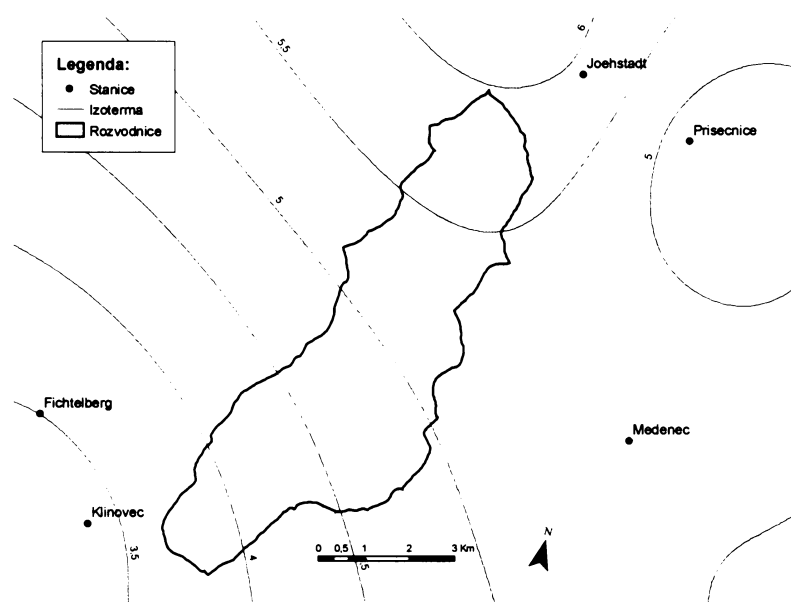 6
5,5
Joehstadt
Legenda:
Stanice
Izoterma
Rozvodnice
Prisecnice
5
5
Fichtelberg
Medenec
Klinovec
N
3,5
4
,5
0 0,5 1 2 3 Km